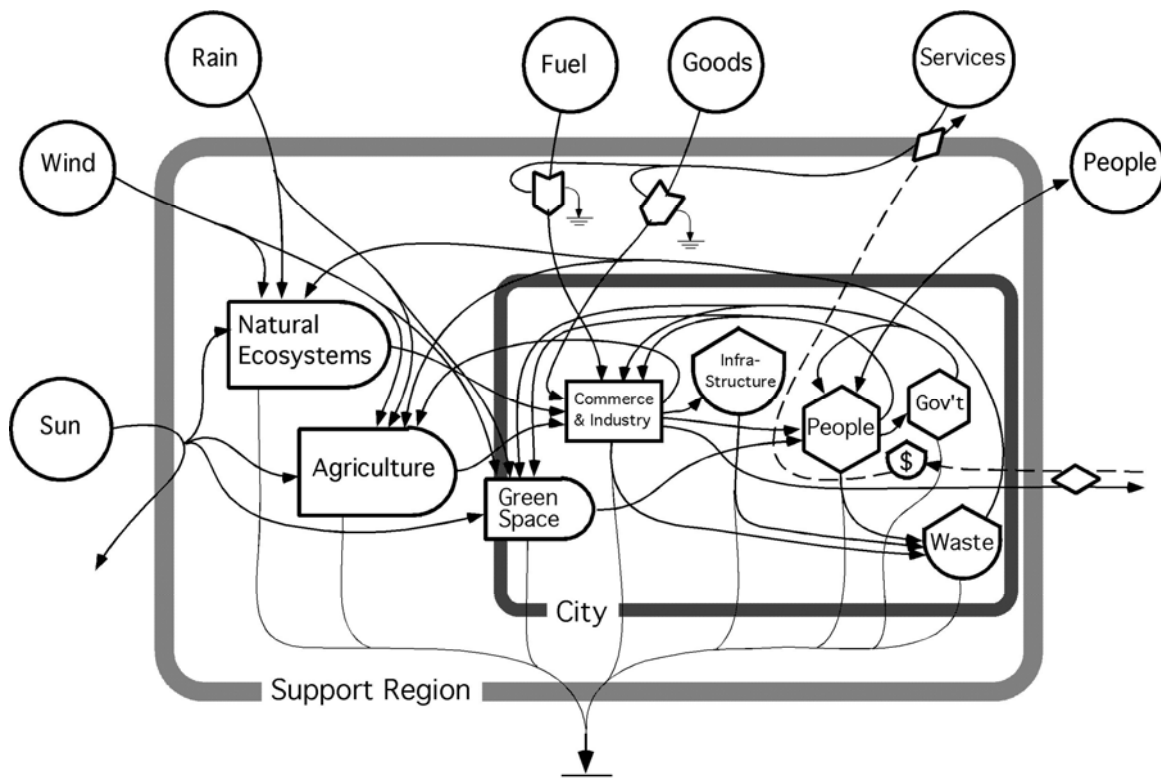 Rain
Fuel
Goods
Services
Wind
People
Natural
Ecosystems
Infra-
Structure
Commerce
& Industry
Gov't
People
Sun
Agriculture
$
Green
Space
Waste
City
Support Region